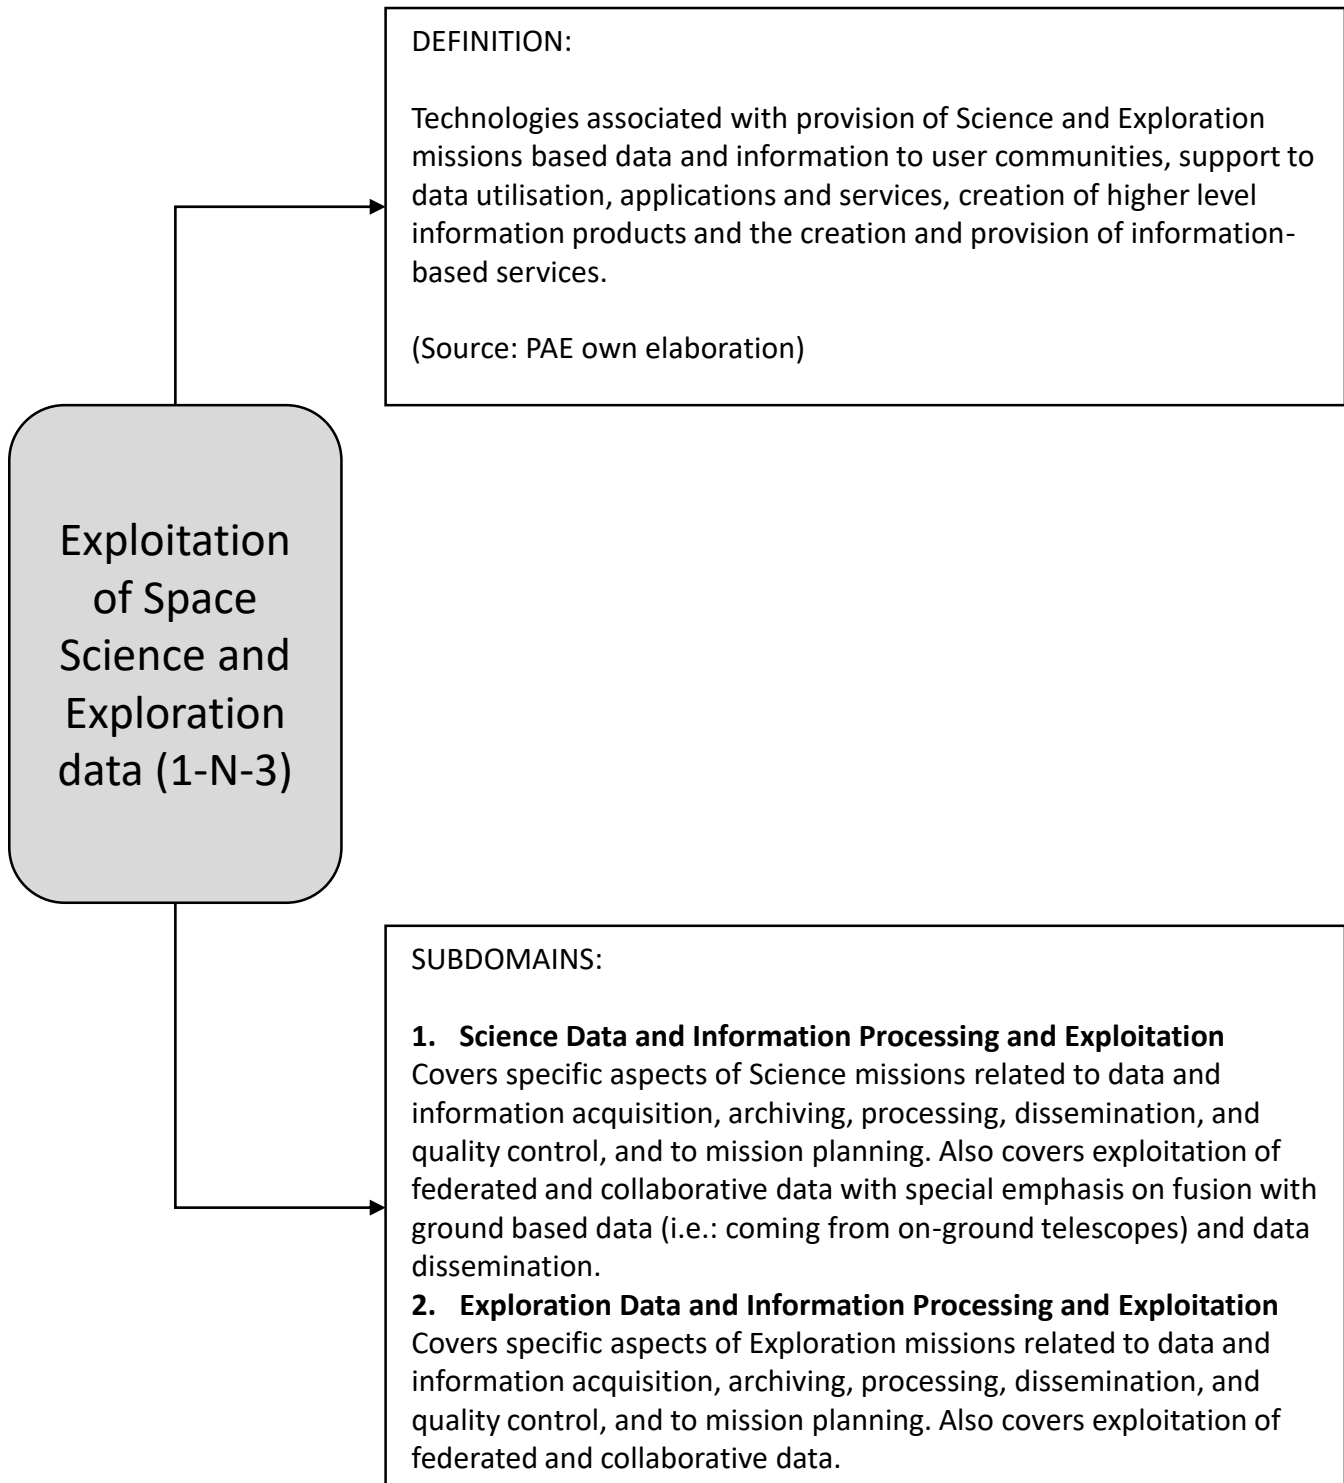 DEFINITION:
Technologies associated with provision of Science and Exploration
missions based data and information to user communities, support to
data utilisation, applications and services, creation of higher level
information products and the creation and provision of information-
based services.
(Source: PAE own elaboration)
Exploitation
of Space
Science and
Exploration
data (1-N-3)
SUBDOMAINS:
1. Science Data and Information Processing and Exploitation
Covers specific aspects of Science missions related to data and
information acquisition, archiving, processing, dissemination, and
quality control, and to mission planning. Also covers exploitation of
federated and collaborative data with special emphasis on fusion with
ground based data (i.e.: coming from on-ground telescopes) and data
dissemination.
2. Exploration Data and Information Processing and Exploitation
Covers specific aspects of Exploration missions related to data and
information acquisition, archiving, processing, dissemination, and
quality control, and to mission planning. Also covers exploitation of
federated and collaborative data.